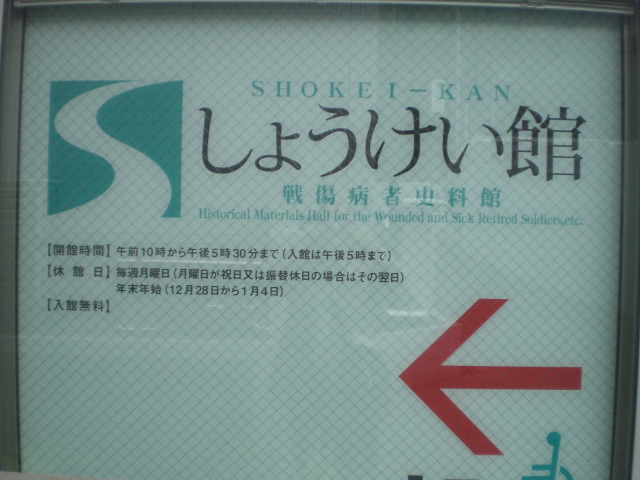 SHOKEI-KAN
しょうけい館
戦傷病者史料館
Historical Materials Hall for the Wounded and Sick Retired Soldiers,etc.
【開館時間】午前10時から午後5時30分まで(入館は午後5時まで)
【休館日】毎週月曜日(月曜日が祝日又は振替休日の場合はその翌日)
年末年始(12月28日から1月4日)
【入館無料】